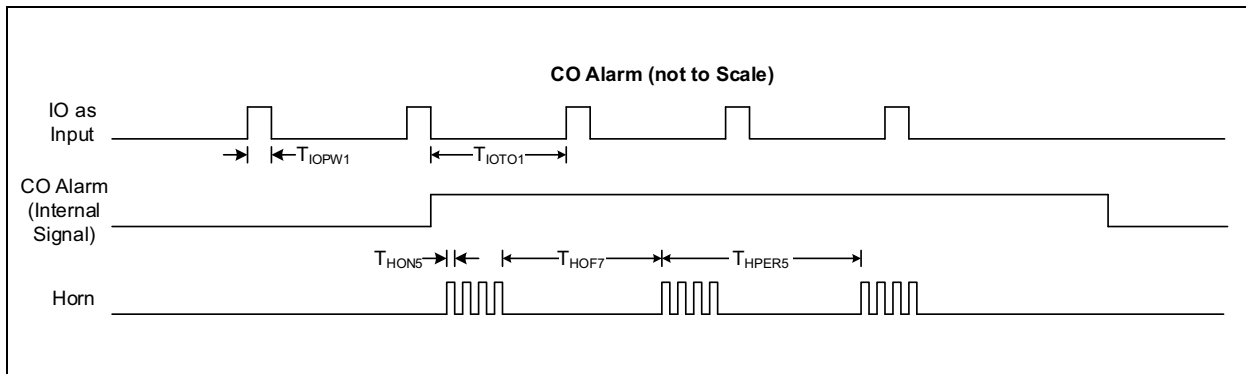 CO Alarm (not to Scale)
IO as
Input
TIOPW1
TIOTO1
CO Alarm
(Internal
Signal)
THON5
THOF7
THPER5
Horn